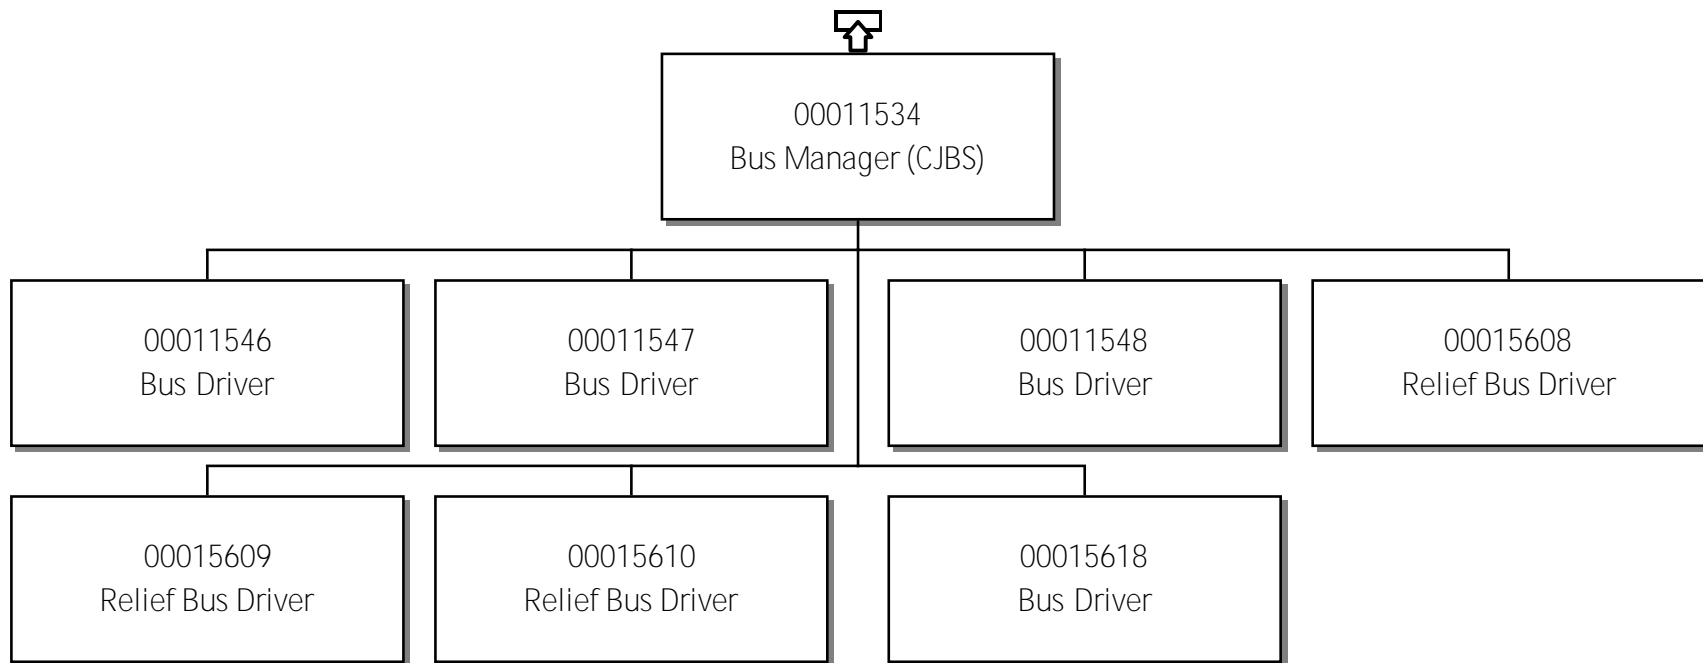 00011534
Bus Manager (CJBS)
00011546
Bus Driver
00011547
Bus Driver
00011548
Bus Driver
00015608
Relief Bus Driver
00015609
Relief Bus Driver
00015610
Relief Bus Driver
00015618
Bus Driver